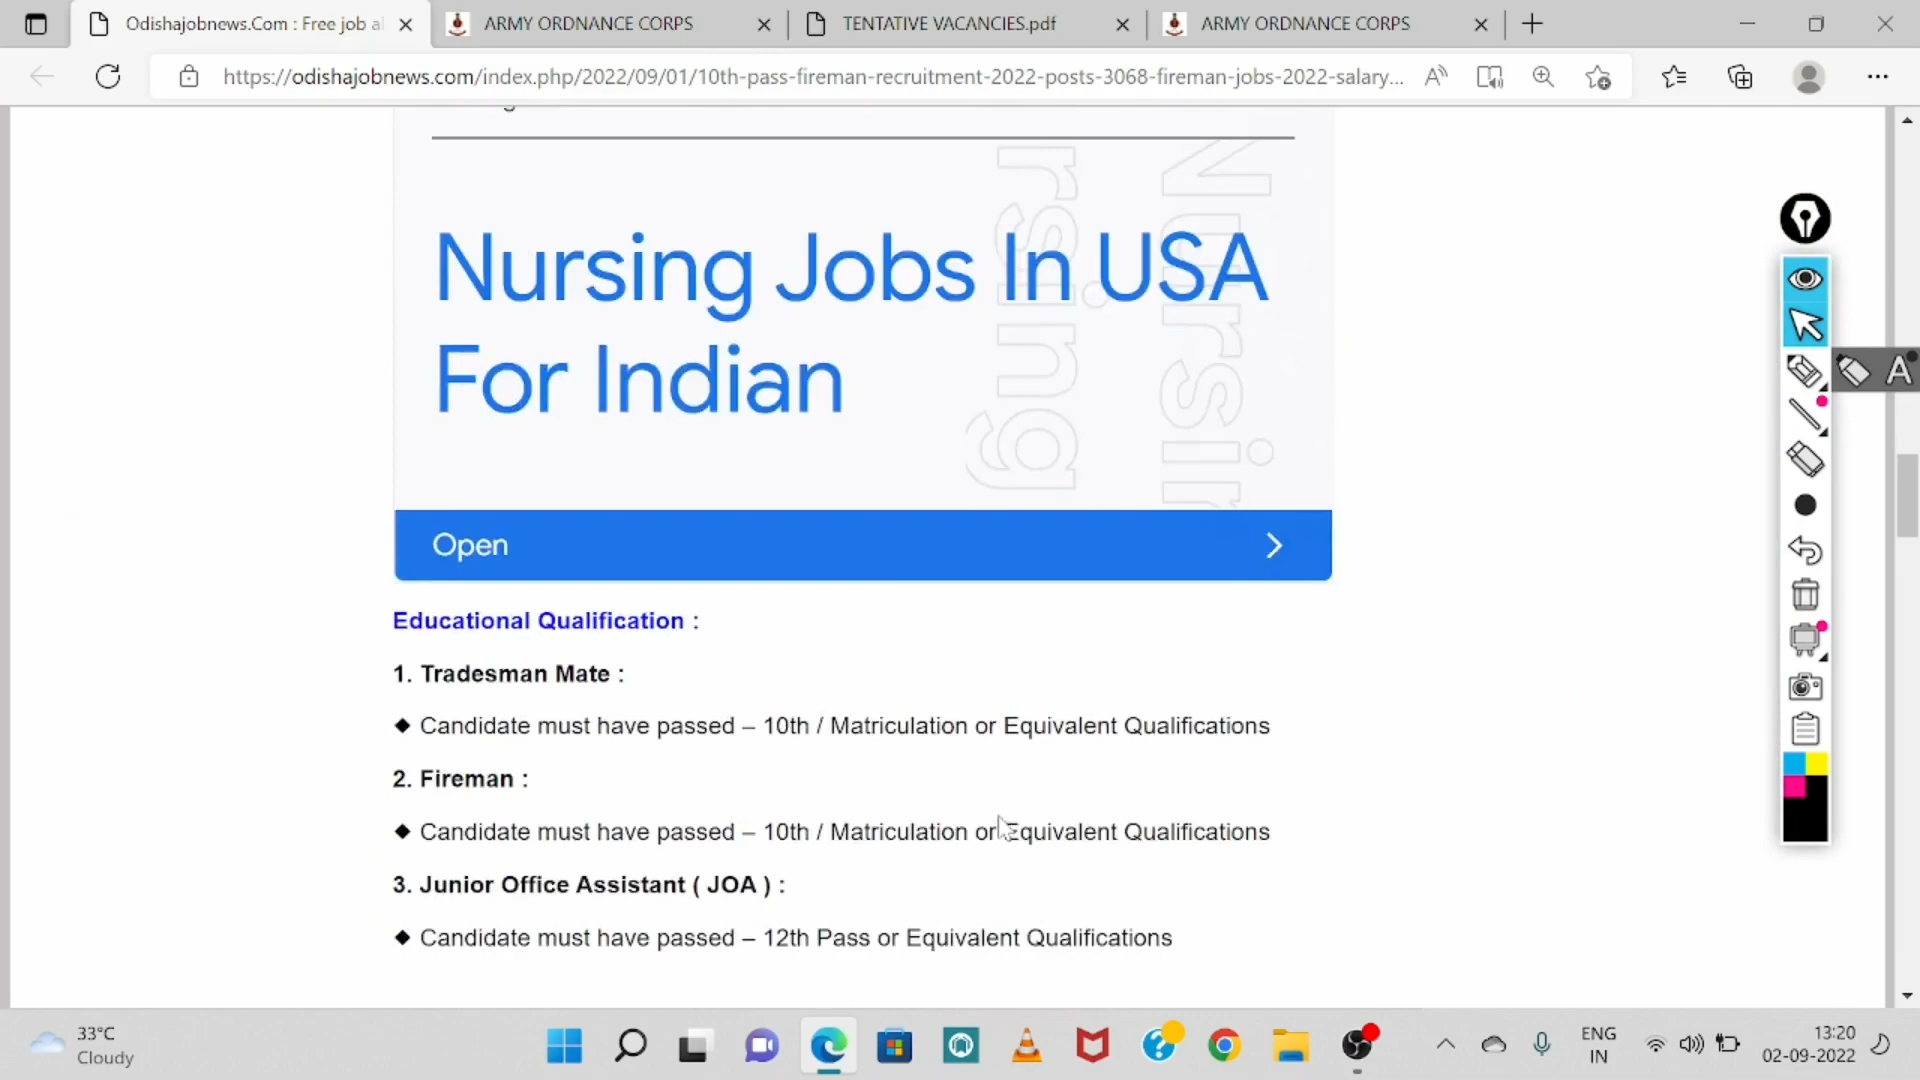 Odishajobnews.Com : Free job al
ARMY ORDNANCE CORPS
TENTATIVE VACANCIES.pdf
ARMY ORDNANCE CORPS
https://odishajobnews.com/index.php/2022/09/01/10th-pass-fireman-recruitment-2022-posts-3068-fireman-jobs-2022-salary...
Nursing
Nursing Jobs In USA
For Indian
Open
Educational Qualification :
1. Tradesman Mate :
◆ Candidate must have passed – 10th / Matriculation or Equivalent Qualifications
2. Fireman :
◆ Candidate must have passed – 10th / Matriculation or Equivalent Qualifications
3. Junior Office Assistant ( JOA ) :
◆ Candidate must have passed – 12th Pass or Equivalent Qualifications
A
33°C
Cloudy
ENG
IN
13:20
02-09-2022